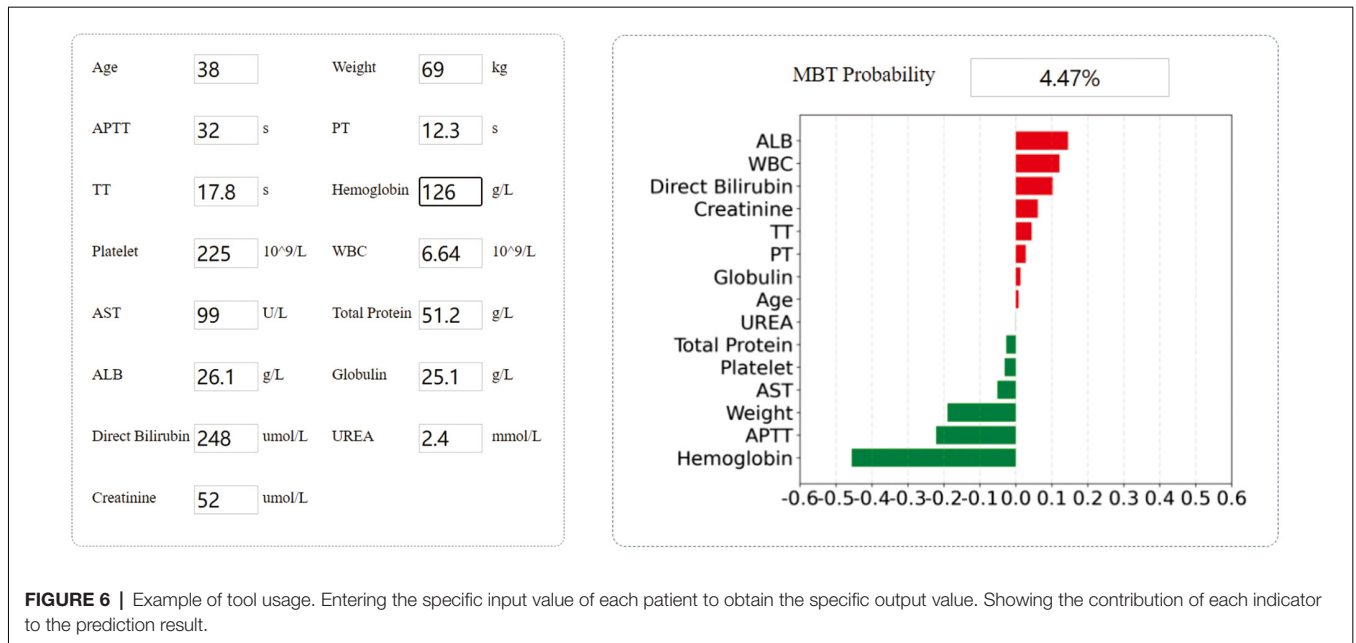 Age 38 Weight 69 kg
APTT 32 s PT 12.3 s
TT 17.8 s Hemoglobin 126 g/L
Platelet 225 10^9/L WBC 6.64 10^9/L
AST 99 U/L Total Protein 51.2 g/L
ALB 26.1 g/L Globulin 25.1 g/L
Direct Bilirubin 248 umol/L UREA 2.4 mmol/L
Creatinine 52 umol/L
MBT Probability 4.47%
ALB
WBC
Direct Bilirubin
Creatinine
TT
PT
Globulin
Age
UREA
Total Protein
Platelet
AST
Weight
APTT
Hemoglobin
-0.6-0.5-0.4-0.3-0.2-0.1 0.0 0.1 0.2 0.3 0.4 0.5 0.6
FIGURE 6 | Example of tool usage. Entering the specific input value of each patient to obtain the specific output value. Showing the contribution of each indicator
to the prediction result.